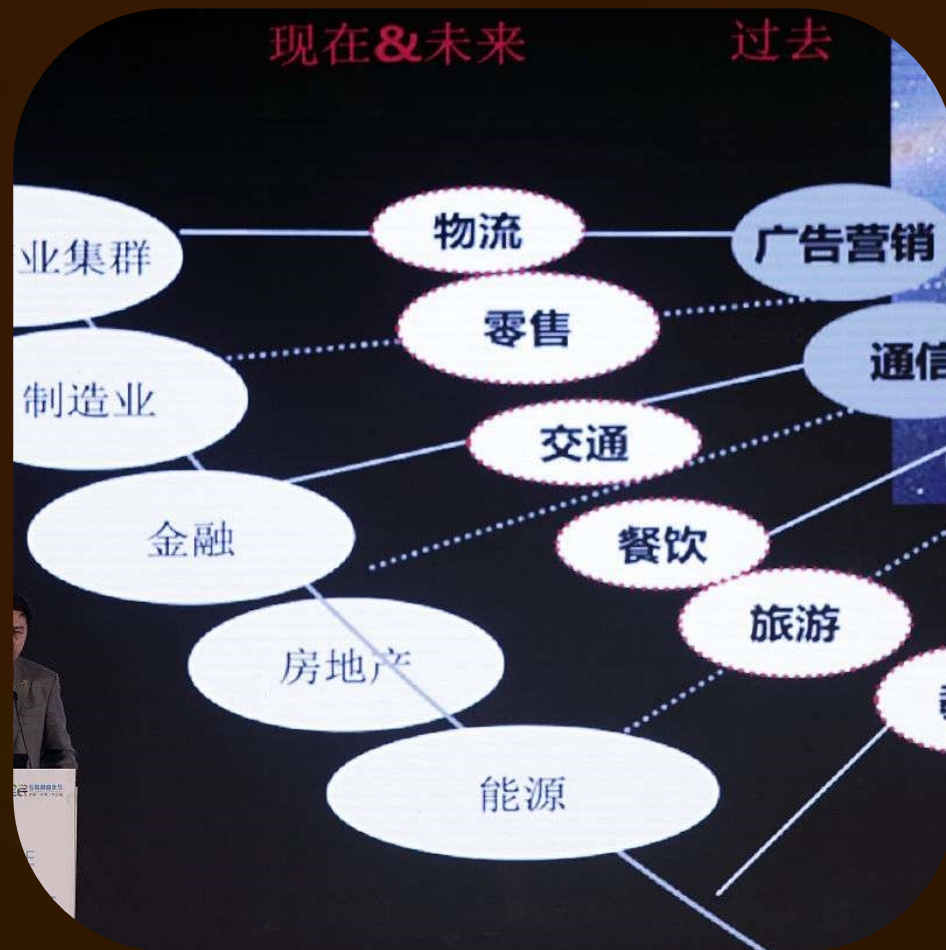 现在&未来
过去
业集群
物流
广告营销
零售
制造业
通信
交通
金融
餐饮
旅游
房地产
能源